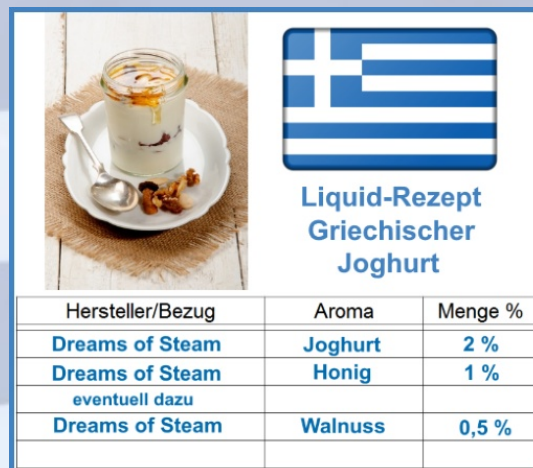 Liquid-Rezept
Griechischer
Joghurt
Hersteller/Bezug Aroma Menge %
Dreams of Steam Joghurt 2 %
Dreams of Steam Honig 1 %
eventuell dazu
Dreams of Steam Walnuss 0,5 %